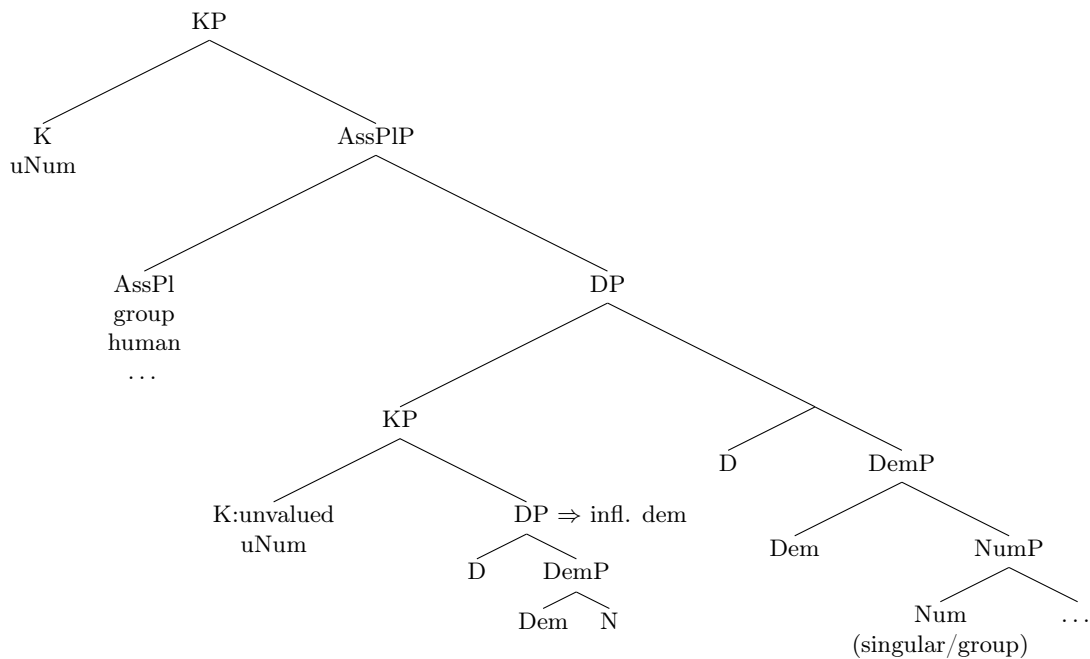 KP
K
uNum
AssPlP
AssPl
group
human
...
DP
KP
D
DemP
K:unvalued
uNum
DP ⇒ infl. dem
Dem
NumP
D
DemP
Num
(singular/group)
...
Dem
N